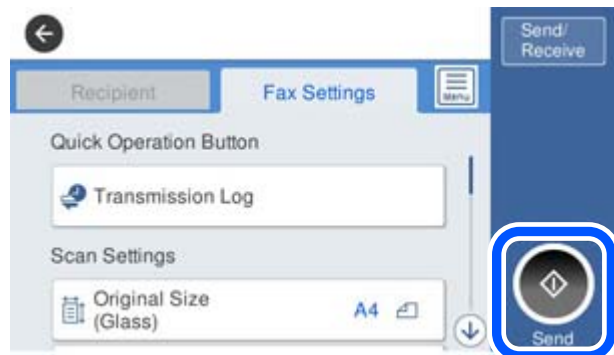 Send/
Receive
Recipient
Fax Settings
Menu
Quick Operation Button
Transmission Log
Scan Settings
Original Size
(Glass)
A4
Send